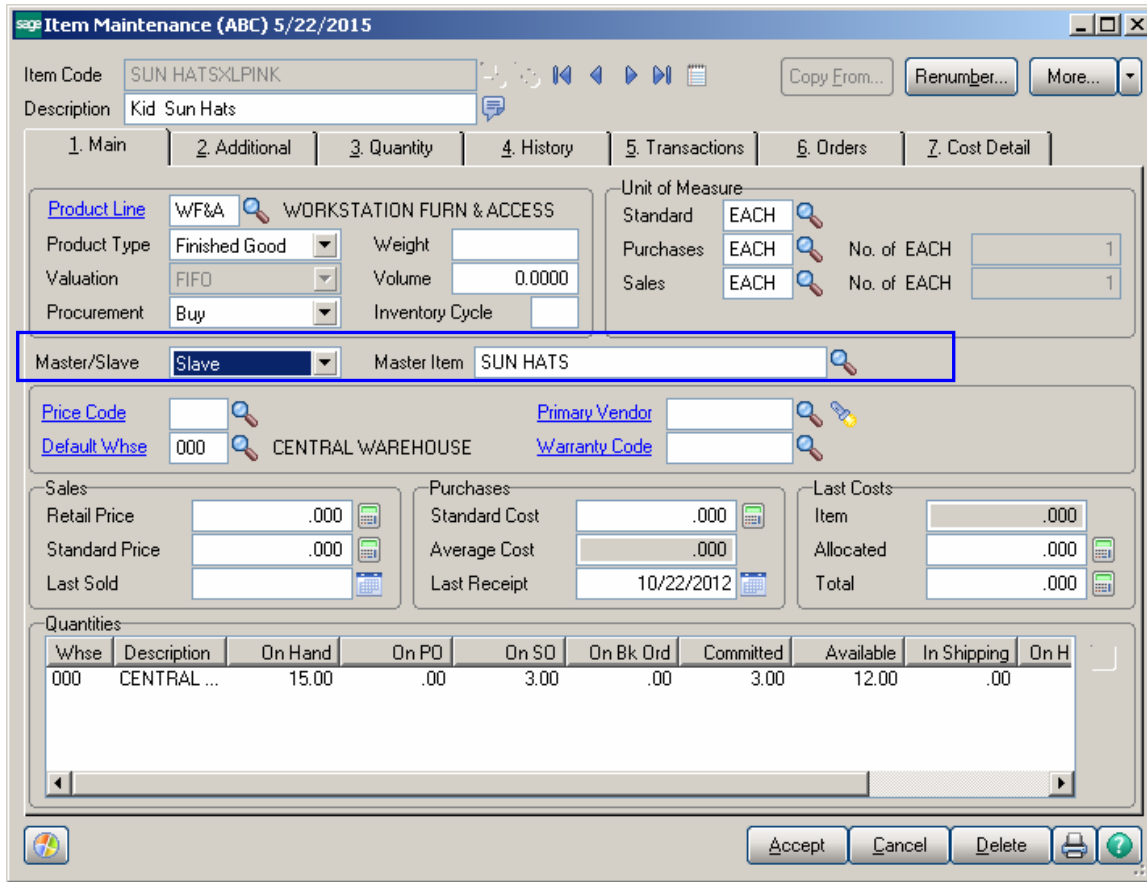 sage Item Maintenance (ABC) 5/22/2015
Item Code SUN HATSXLPINK Copy From... Renumber... More...
Description Kid Sun Hats
1. Main 2. Additional 3. Quantity 4. History 5. Transactions 6. Orders 7. Cost Detail
Product Line WF&A WORKSTATION FURN & ACCESS
Product Type Finished Good Weight
Valuation FIFO Volume 0.0000
Procurement Buy Inventory Cycle
Unit of Measure
Standard EACH
Purchases EACH No. of EACH 1
Sales EACH No. of EACH 1
Master/Slave Slave Master Item SUN HATS
Price Code Primary Vendor
Default Whse 000 CENTRAL WAREHOUSE Warranty Code
Sales
Retail Price .000
Standard Price .000
Last Sold
Purchases
Standard Cost .000
Average Cost .000
Last Receipt 10/22/2012
Last Costs
Item .000
Allocated .000
Total .000
Quantities
Whse Description On Hand On PO On SO On Bk Ord Committed Available In Shipping On H
000 CENTRAL ... 15.00 .00 3.00 .00 3.00 12.00 .00
Accept Cancel Delete